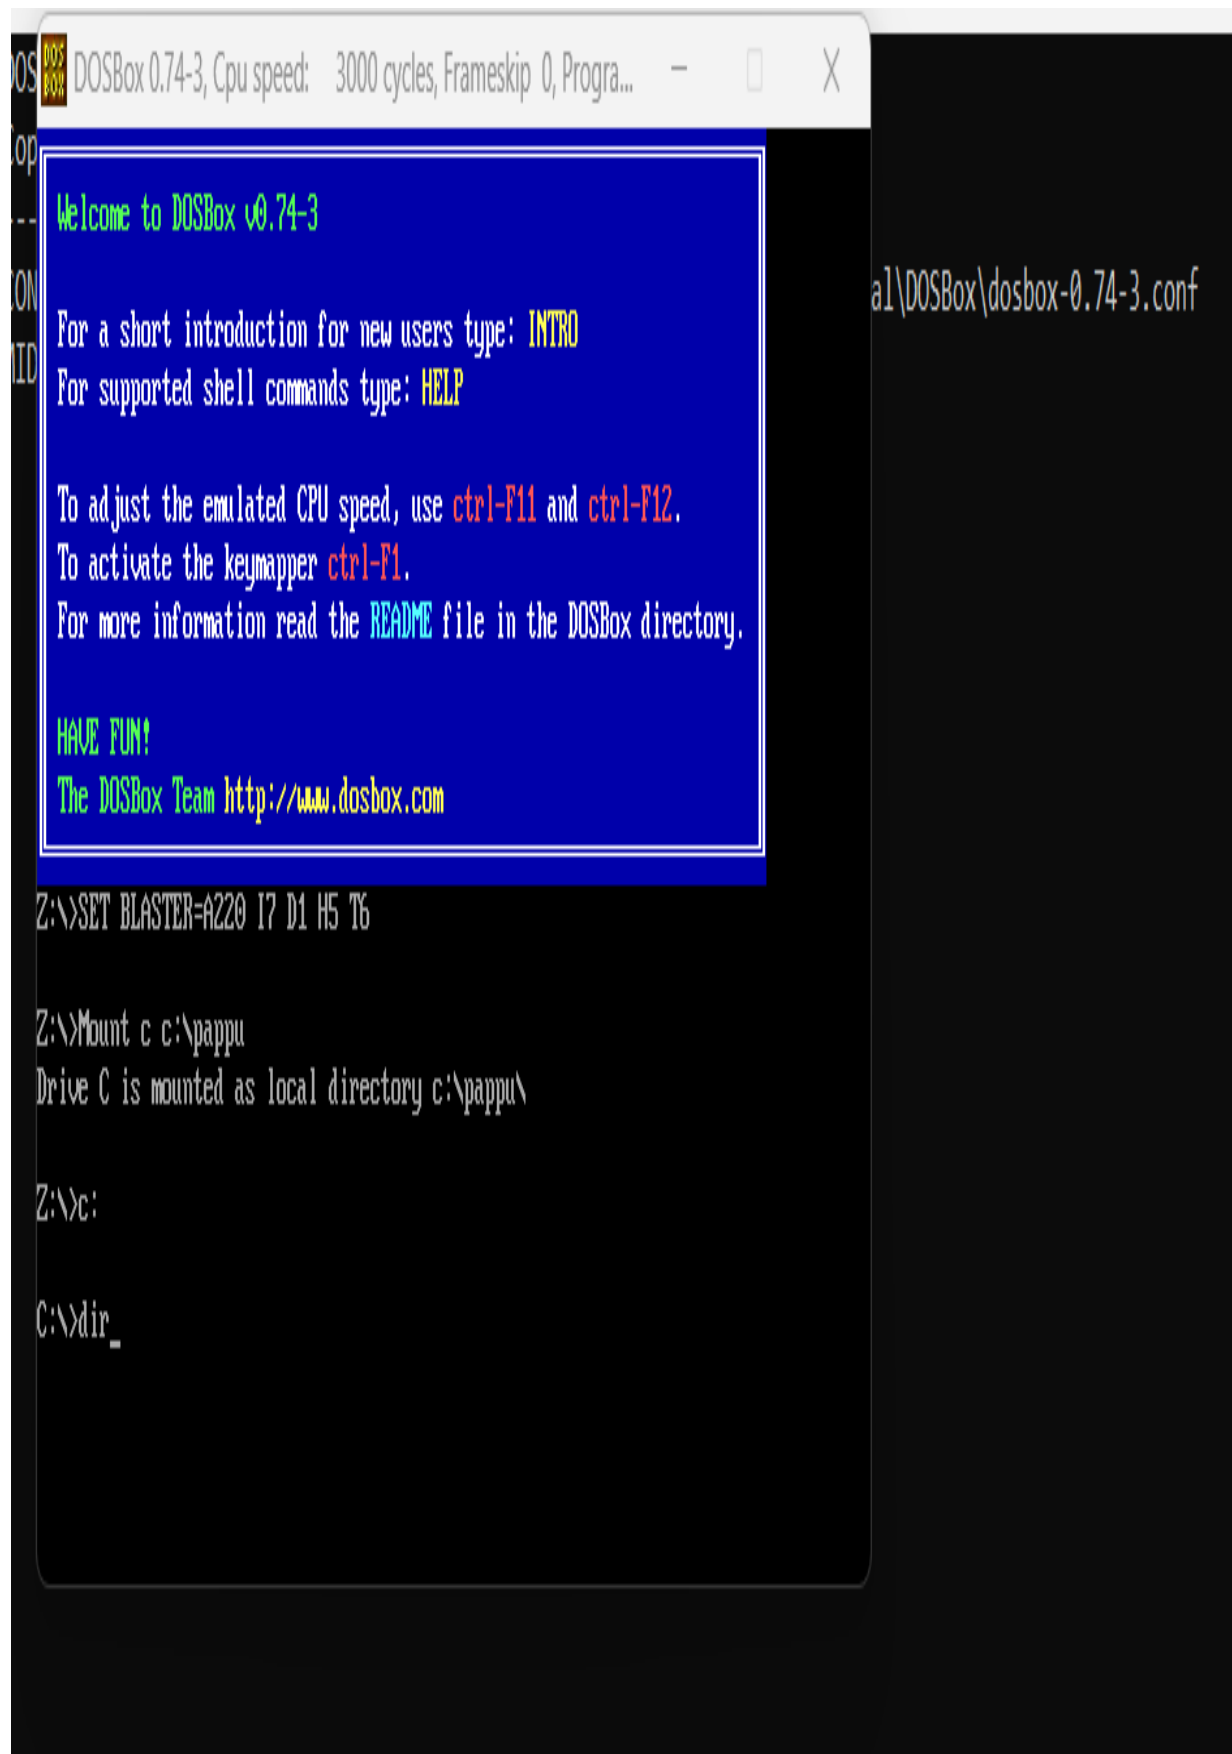 DOSBox 0.74-3, Cpu speed: 3000 cycles, Frameskip 0, Progra...
Welcome to DOSBox v0.74-3
For a short introduction for new users type: INTRO
For supported shell commands type: HELP
To adjust the emulated CPU speed, use ctrl-F11 and ctrl-F12.
To activate the keymapper ctrl-F1.
For more information read the README file in the DOSBox directory.
HAVE FUN!
The DOSBox Team http://www.dosbox.com
Z:\>SET BLASTER=A220 I7 D1 H5 T6
Z:\>Mount c c:\pappu
Drive C is mounted as local directory c:\pappu\
Z:\>c:
C:\>dir_
DOS
Cop
---
CON
al\DOSBox\dosbox-0.74-3.conf
MID